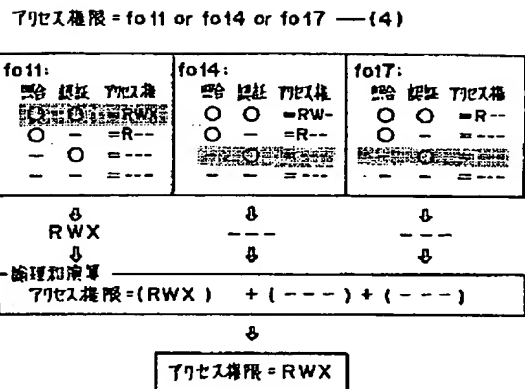 アクセス権限 = fo11 or fo14 or fo17 ——(4)
fo11:
照合 認証 アクセス権
○ ○ =RWX
○ - =R--
- ○ =---
- - =---
fo14:
照合 認証 アクセス権
○ ○ =RW-
○ - =R--
- ○ =---
- - =---
fo17:
照合 認証 アクセス権
○ ○ =R--
○ - =---
- ○ =---
- - =---
⇩ ⇩ ⇩
RWX --- ---
⇩ ⇩ ⇩
論理和演算
アクセス権限=(RWX) + (---) + (---)
⇩
アクセス権限=RWX